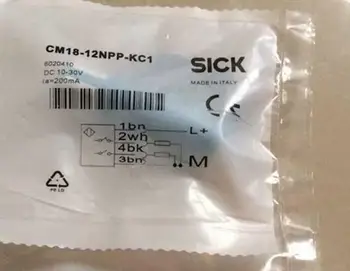 CM18-12NPP-KC1
SICK
6020410
DC 10-30V
Ia=200mA
MADE IN ITALY
CE
1bn
L+
2wh
4bk
3bn
M
PE LD